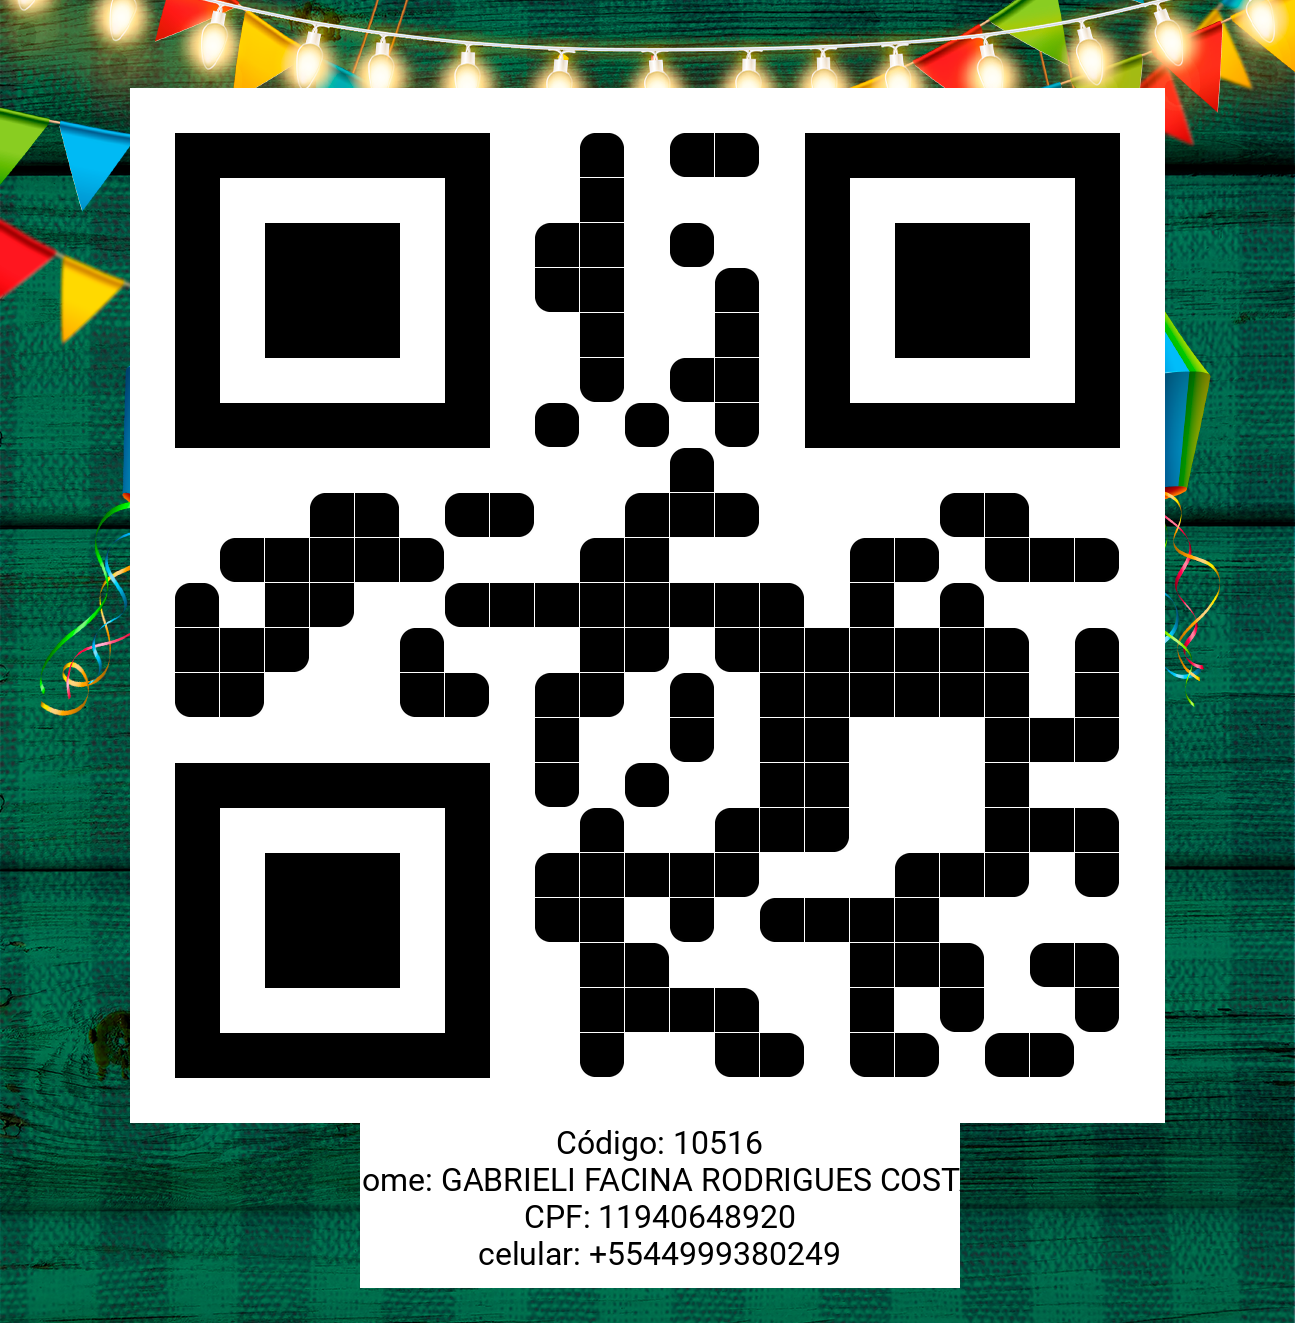 Código: 10516
ome: GABRIELI FACINA RODRIGUES COST
CPF: 11940648920
celular: +5544999380249